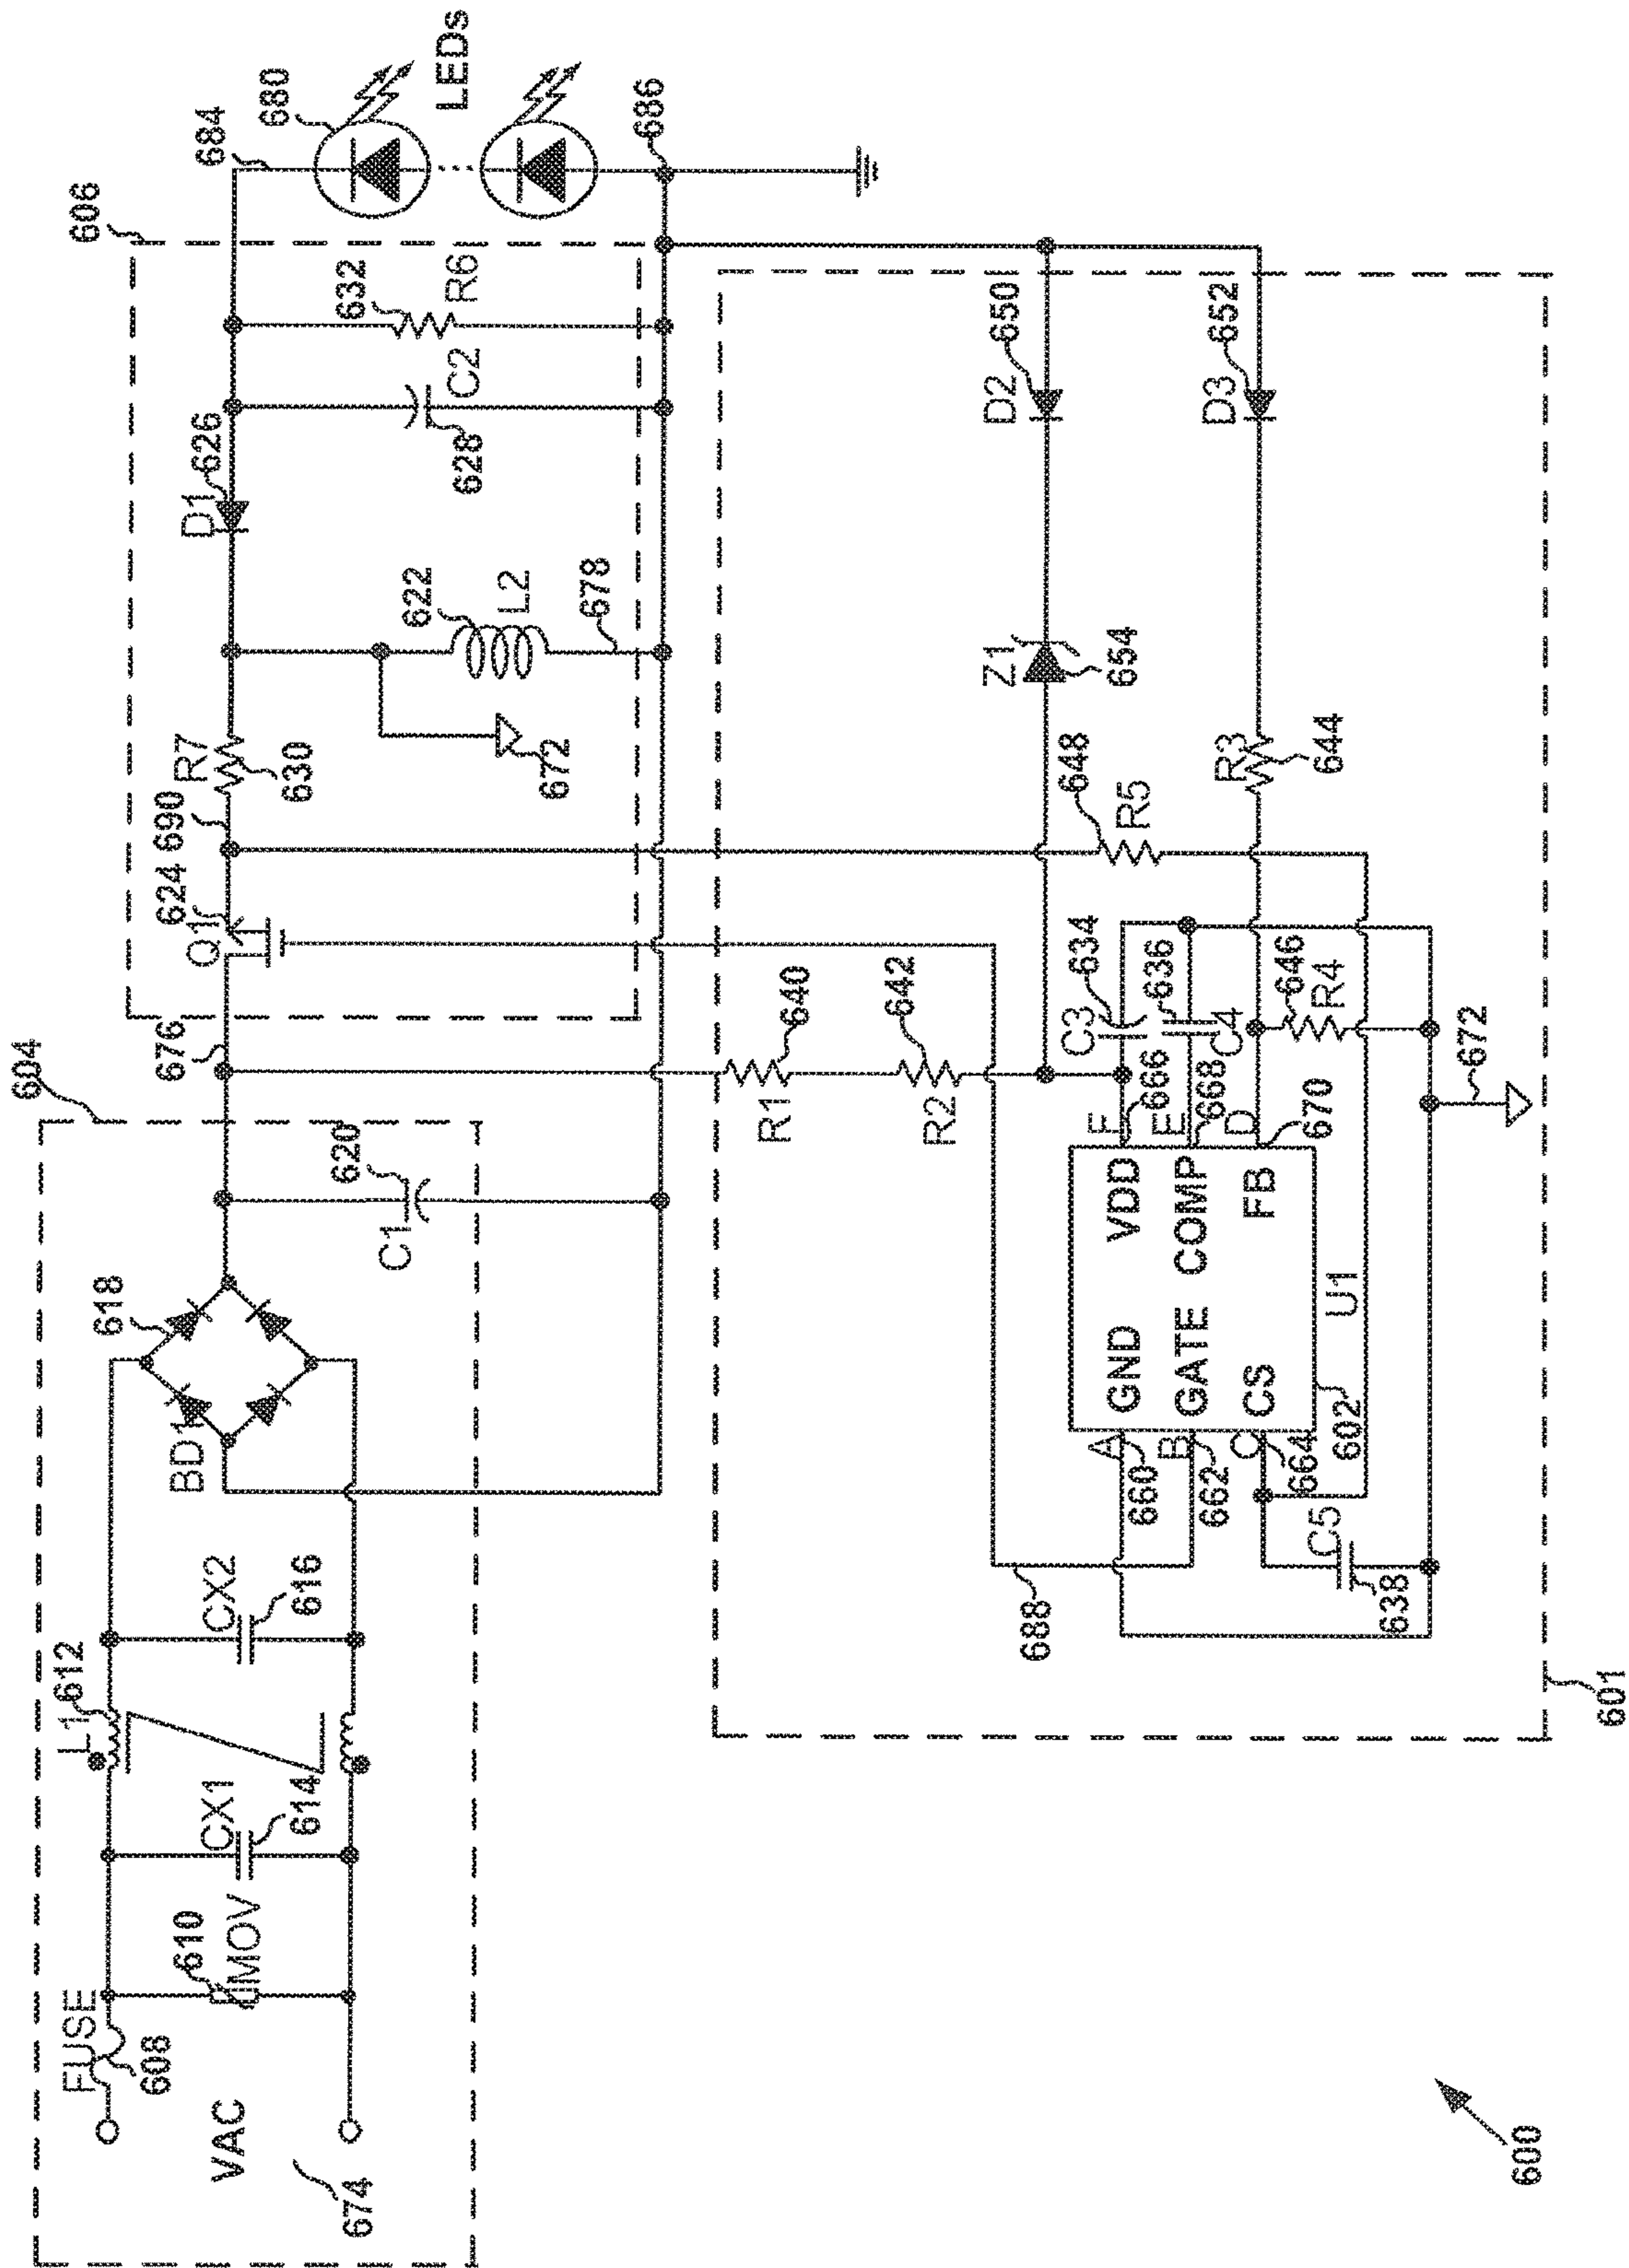 604
FUSE
L1
612
606
608
618
676
684
VAC
610
CX1
CX2
BD1
Q1
624
690
R7
D1
626
680
MOV
614
616
620
630
622
632
LEDs
674
C1
672
L2
628
C2
R6
678
686
R1
640
R2
642
Z1
D2
650
654
688
A
GND
VDD
F
C3
634
648
660
666
R5
B
GATE
COMP
E
636
662
668
C4
C
CS
FB
D
646
R3
D3
652
664
670
R4
644
C5
602
U1
638
672
601
600